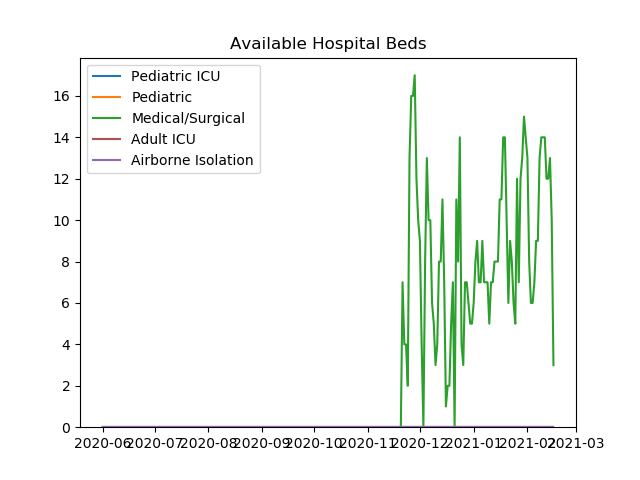 Available Hospital Beds
Pediatric ICU
Pediatric
Medical/Surgical
Adult ICU
Airborne Isolation
16
14
12
10
8
6
4
2
0
2020-06 2020-07 2020-08 2020-09 2020-10 2020-11 2020-12 2021-01 2021-02 2021-03